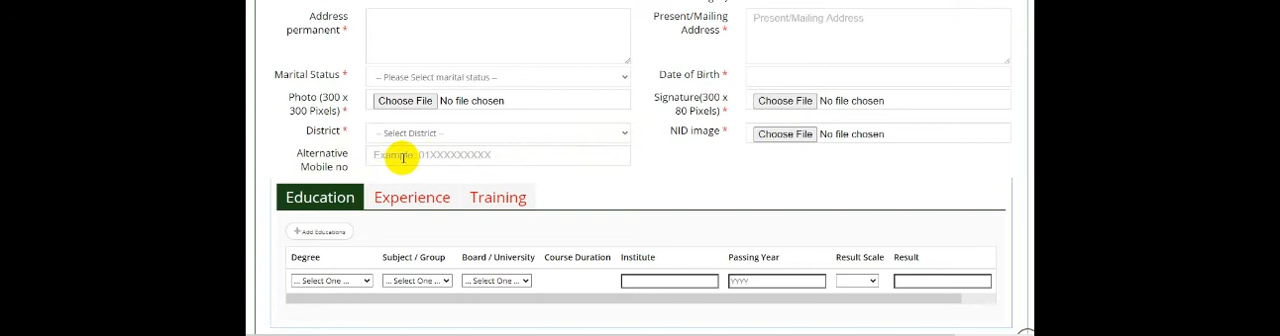 Address
permanent *
Present/Mailing
Address *
Present/Mailing Address
Marital Status *
-- Please Select marital status --
Date of Birth *
Photo (300 x
300 Pixels) *
Choose File No file chosen
Signature(300 x
80 Pixels) *
Choose File No file chosen
District *
-- Select District --
NID image *
Choose File No file chosen
Alternative
Mobile no
Example: 01XXXXXXXXX
Education Experience Training
+ Add Educations
Degree Subject / Group Board / University Course Duration Institute Passing Year Result Scale Result
... Select One ... ... Select One ... ... Select One ... YYYY